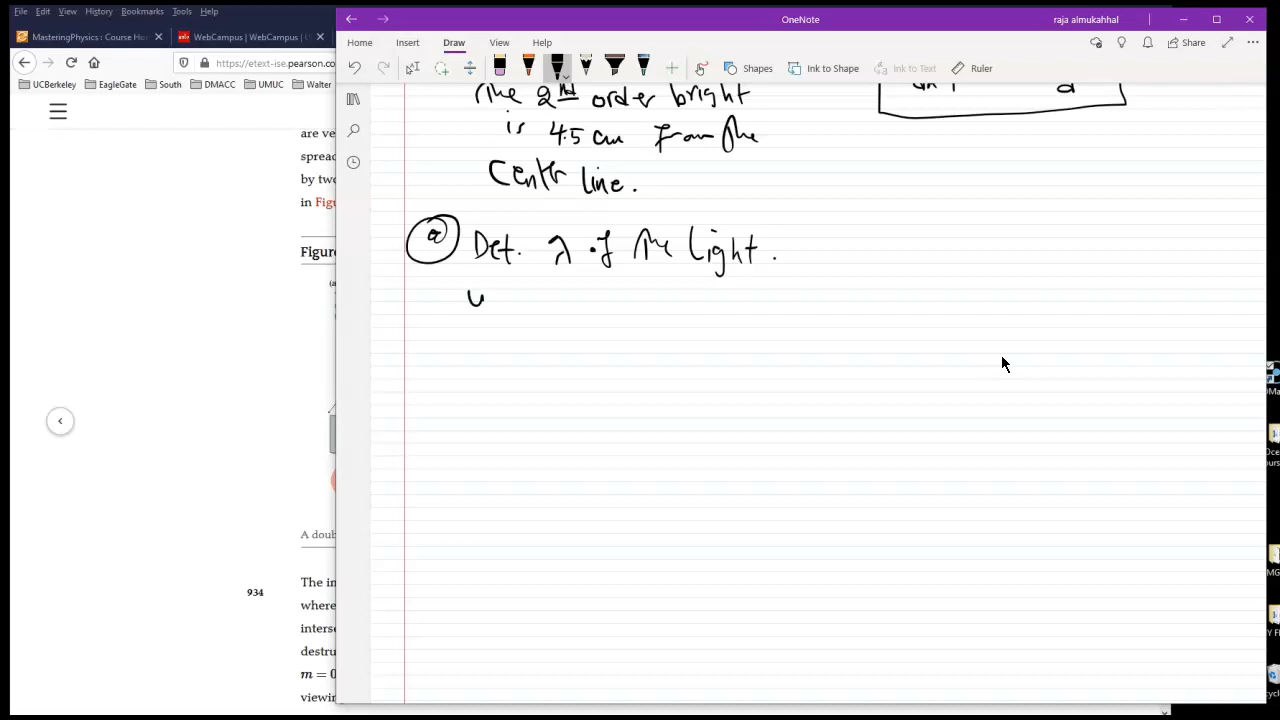 File Edit View History Bookmarks Tools Help
OneNote
raja almukahhal
MasteringPhysics : Course Ho
WebCampus | WebCampus | U
Home Insert Draw View Help
Share
https://etext-ise.pearson.co
Shapes Ink to Shape Ink to Text Ruler
UCBerkeley EagleGate South DMACC UMUC Walter
The 2nd order bright
is 4.5 cm from the
Center line.
a Det. λ of the light.
are ve
spread
by two
in Figu
Figure
(a
A doub
934
The in
where
interse
destru
m = 0
viewin